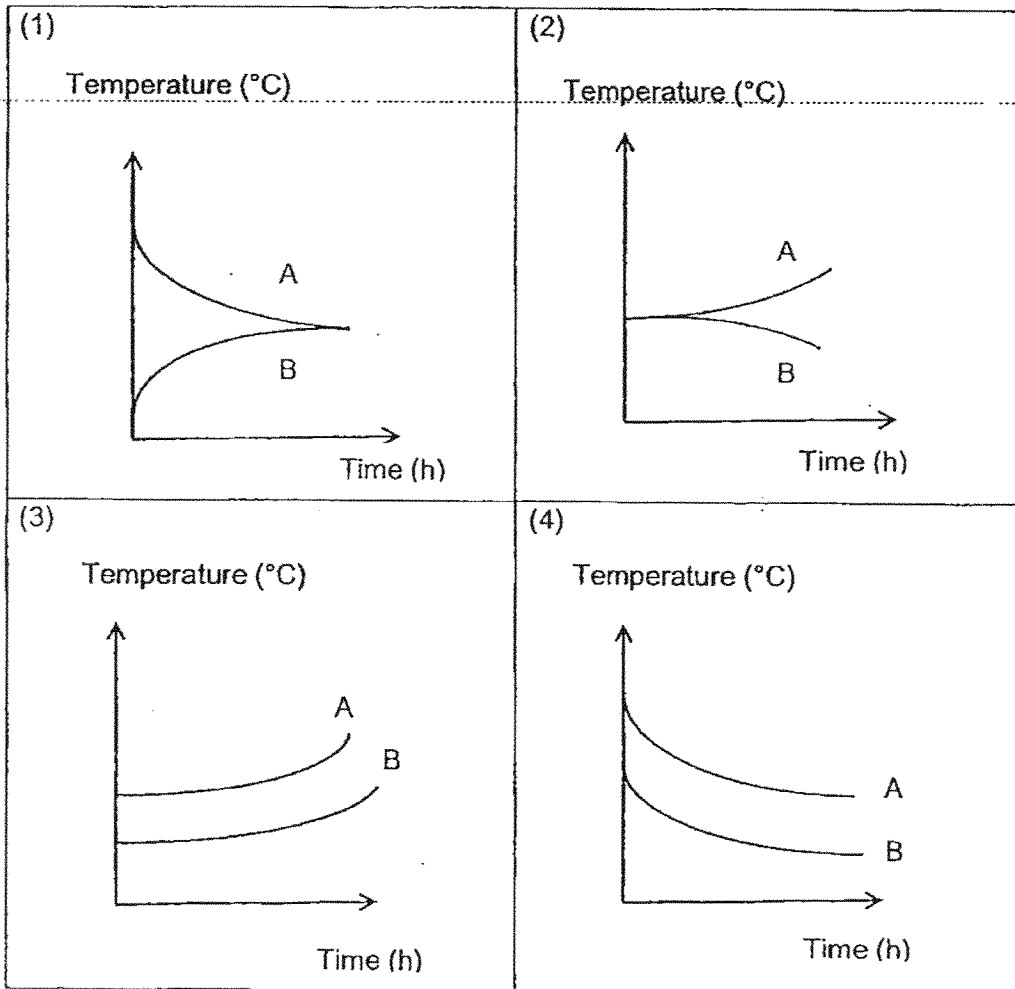 (1)
Temperature (°C)
A
B
Time (h)
(2)
Temperature (°C)
A
B
Time (h)
(3)
Temperature (°C)
A
B
Time (h)
(4)
Temperature (°C)
A
B
Time (h)